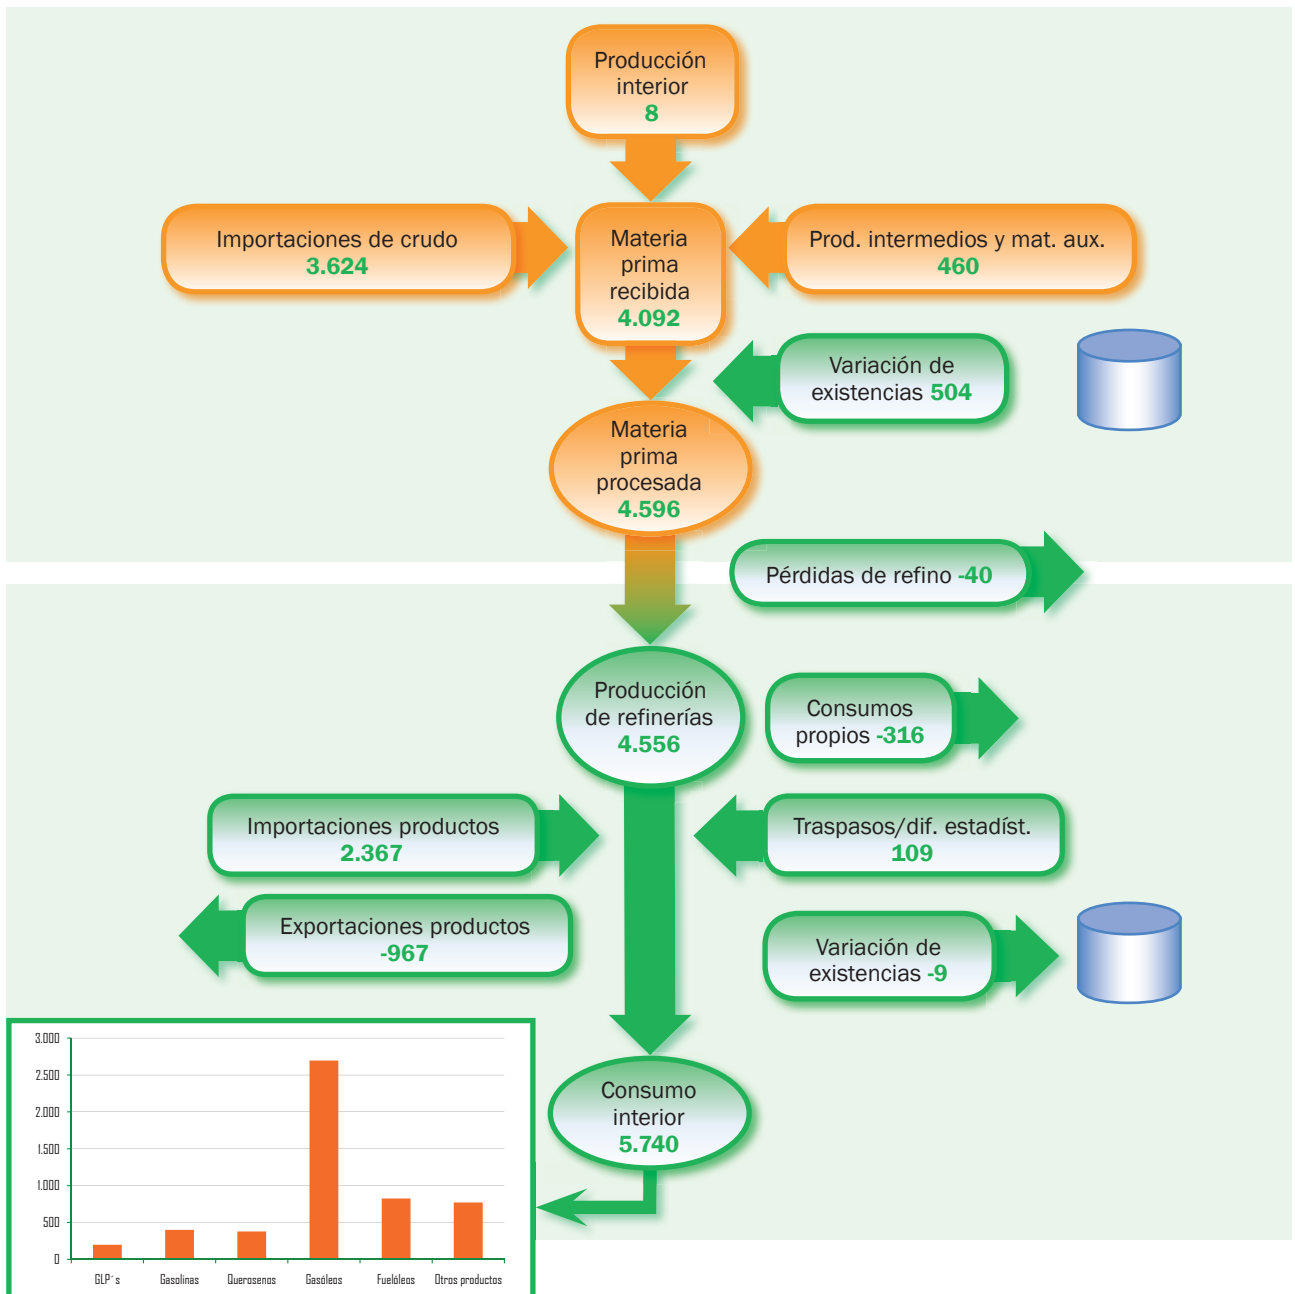 Producción
interior
8
Importaciones de crudo
3.624
Materia
prima
recibida
4.092
Prod. intermedios y mat. aux.
460
Variación de
existencias 504
Materia
prima
procesada
4.596
Pérdidas de refino -40
Producción
de refinerías
4.556
Consumos
propios -316
Importaciones productos
2.367
Traspasos/dif. estadíst.
109
Exportaciones productos
-967
Variación de
existencias -9
Consumo
interior
5.740
3.000
2.500
2.000
1.500
1.000
500
0
GLP´s Gasolinas Querosenos Gasóleos Fuelóleos Otros productos